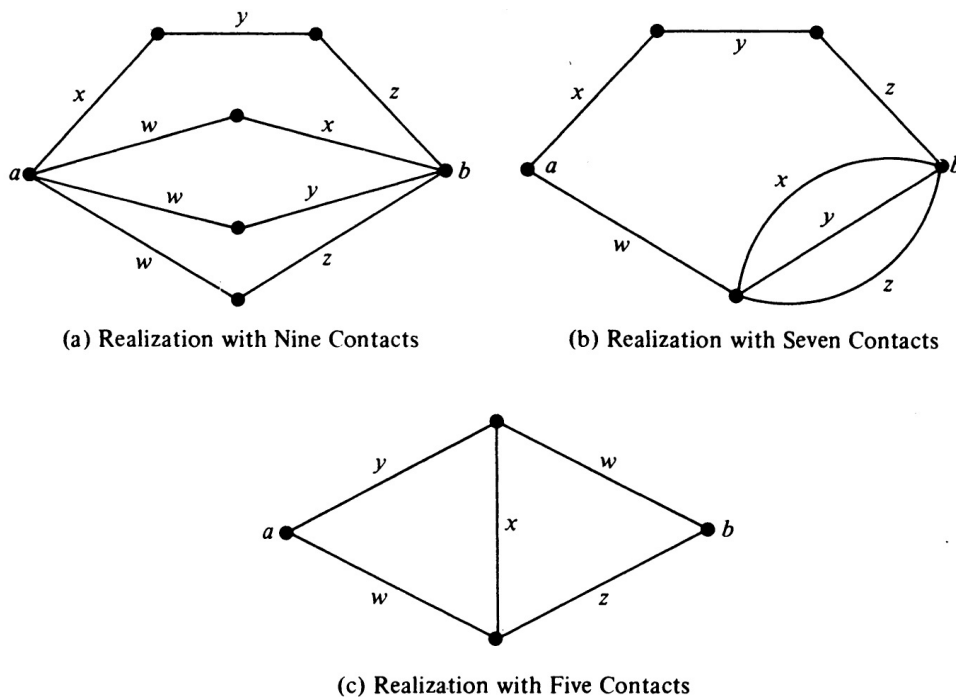 y
y
x
z
x
z
w
x
a
b
a
b
x
w
y
y
w
w
z
z
(a) Realization with Nine Contacts
(b) Realization with Seven Contacts
y
w
a
x
b
w
z
(c) Realization with Five Contacts